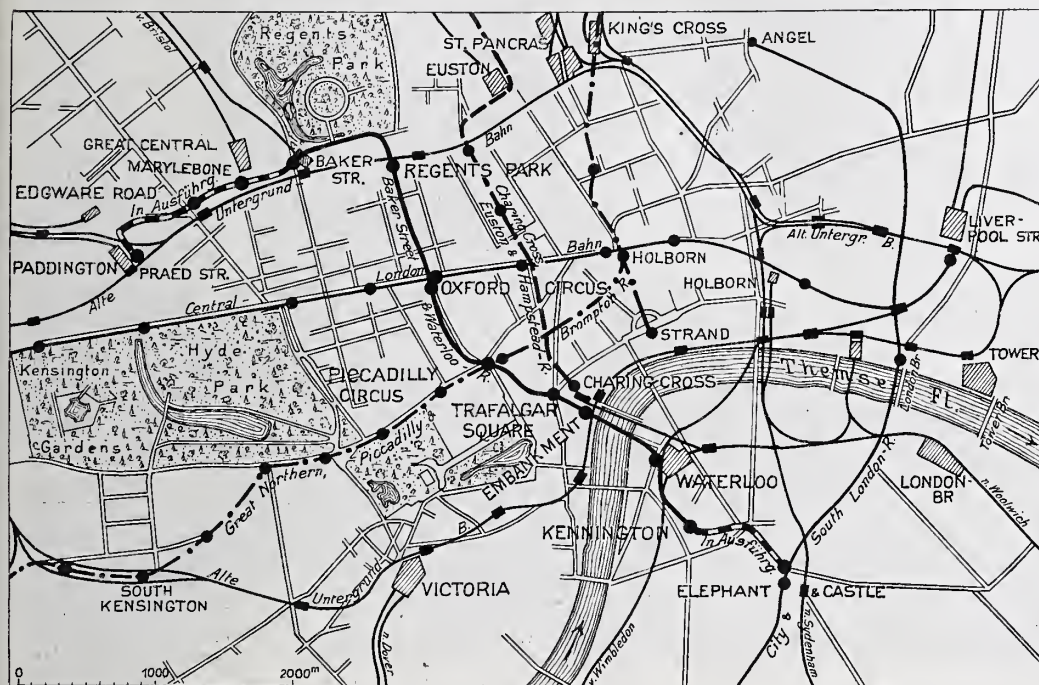 Regents
Park
ST. PANCRAS
KING'S CROSS
ANGEL
EUSTON
v. Bristol
GREAT CENTRAL
MARYLEBONE
BAKER
STR.
REGENTS PARK
Bahn
EDGWARE ROAD
In Ausführg.
Untergrund
PADDINGTON
PRAED STR.
Alte
Baker Street
Euston &
Charing Cross
Hampstead-R.
Alt. Untergr. B.
LIVER-
POOL STR.
Central-
London
Bahn
HOLBORN
OXFORD CIRCUS
HOLBORN
& Waterloo
R.
Brompton R.
STRAND
Hyde
Park
Kensington
Gardens
PICCADILLY
CIRCUS
TRAFALGAR
SQUARE
CHARING CROSS
EMBANKMENT
Themse
Fl.
TOWER
London Br.
Tower Br.
Great Northern,
Piccadilly
WATERLOO
LONDON-
BR
n. Woolwich
KENNINGTON
In Ausführg.
South London-R.
SOUTH
KENSINGTON
Alte
Untergrund
B.
VICTORIA
ELEPHANT
& CASTLE
City &
n. Dover
v. Wimbledon
n. Sydenham
0 1000 2000m